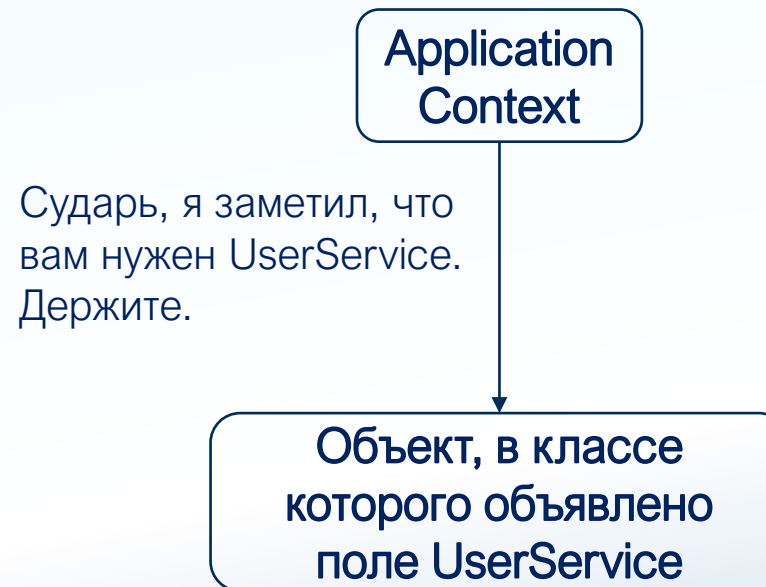 Application
Context
Сударь, я заметил, что
вам нужен UserService.
Держите.
Объект, в классе
которого объявлено
поле UserService